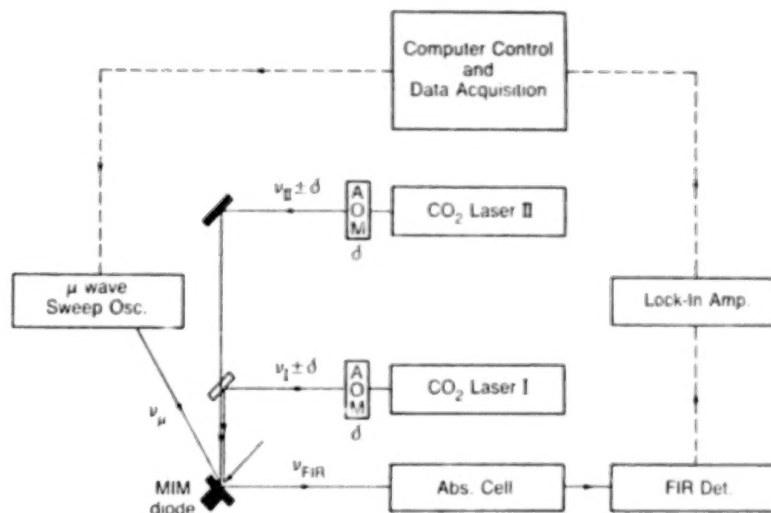 Computer Control
and
Data Acquisition
ν_II ± d
A
O
M
d
CO₂ Laser II
μ wave
Sweep Osc.
Lock-In Amp.
ν_I ± d
A
O
M
d
CO₂ Laser I
ν_μ
ν_FIR
MIM
diode
Abs. Cell
FIR Det.